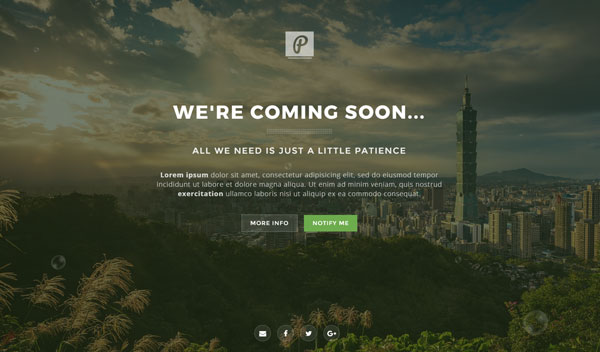 P
WE'RE COMING SOON...
ALL WE NEED IS JUST A LITTLE PATIENCE
Lorem ipsum dolor sit amet, consectetur adipisicing elit, sed do eiusmod tempor
incididunt ut labore et dolore magna aliqua. Ut enim ad minim veniam, quis nostrud
exercitation ullamco laboris nisi ut aliquip ex ea commodo consequat.
MORE INFO
NOTIFY ME
f
G+